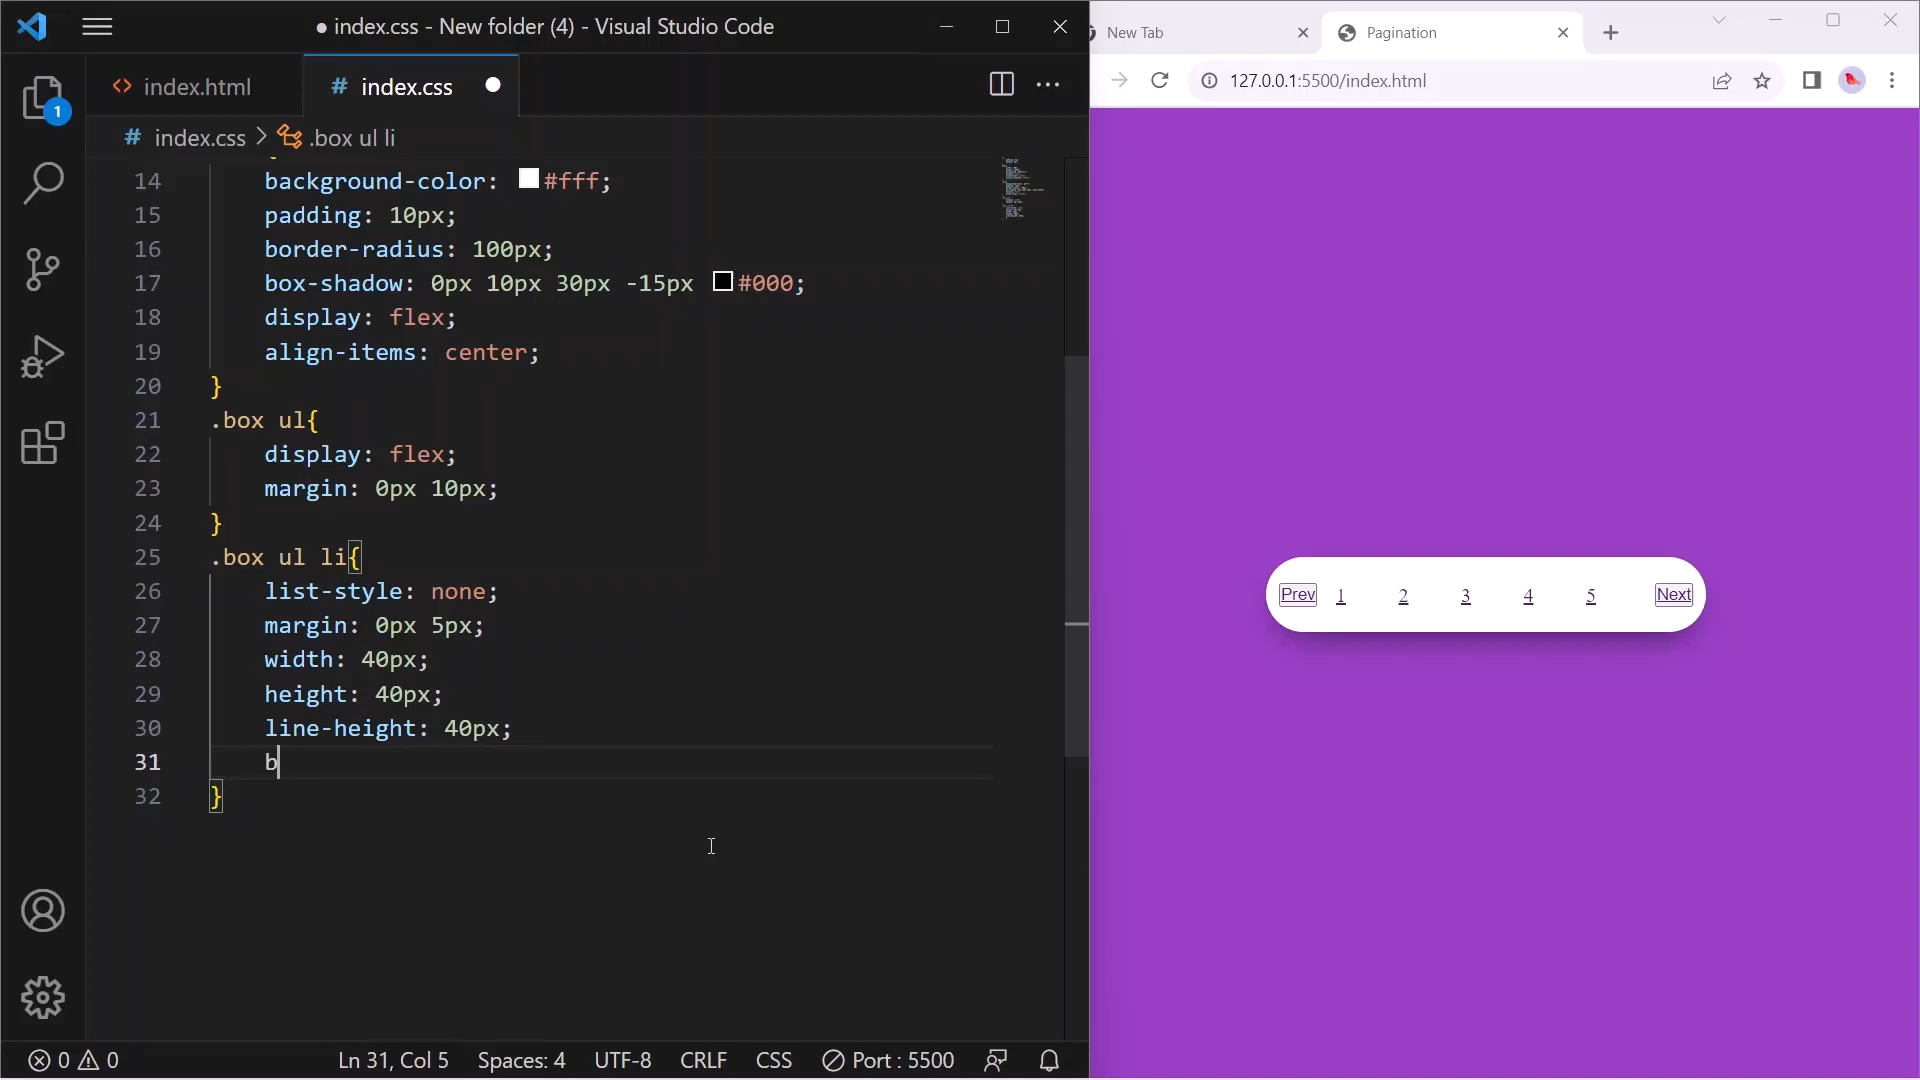 ● index.css - New folder (4) - Visual Studio Code
index.html
# index.css
1
# index.css > .box ul li
14 background-color: #fff;
15 padding: 10px;
16 border-radius: 100px;
17 box-shadow: 0px 10px 30px -15px #000;
18 display: flex;
19 align-items: center;
20 }
21 .box ul{
22 display: flex;
23 margin: 0px 10px;
24 }
25 .box ul li{
26 list-style: none;
27 margin: 0px 5px;
28 width: 40px;
29 height: 40px;
30 line-height: 40px;
31 b
32 }
0 0 Ln 31, Col 5 Spaces: 4 UTF-8 CRLF CSS Port : 5500
New Tab
Pagination
127.0.0.1:5500/index.html
Prev 1 2 3 4 5 Next